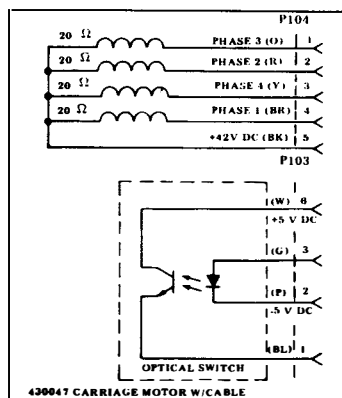 P104
20 Ω PHASE 3 (O) 1
20 Ω PHASE 2 (R) 2
20 Ω PHASE 4 (Y) 3
20 Ω PHASE 1 (BR) 4
+42V DC (BK) 5
P103
(W) 6
+5 V DC
(G) 3
(P) 2
-5 V DC
(BL) 1
OPTICAL SWITCH
430047 CARRIAGE MOTOR W/CABLE